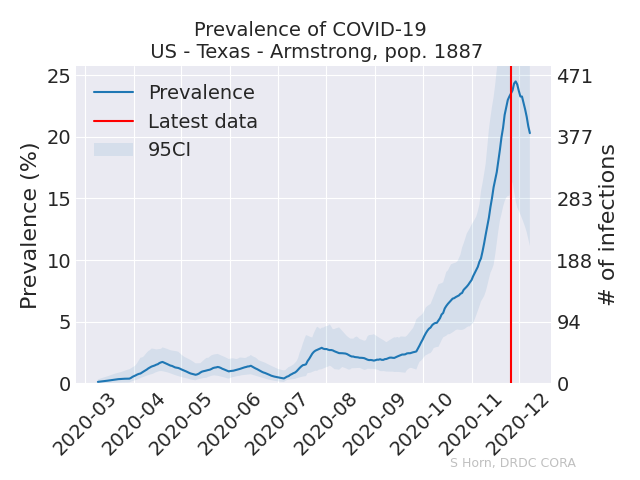 Prevalence of COVID-19
US - Texas - Armstrong, pop. 1887
Prevalence
Latest data
95CI
Prevalence (%)
25
20
15
10
5
0
471
377
283
188
94
0
# of infections
2020-03
2020-04
2020-05
2020-06
2020-07
2020-08
2020-09
2020-10
2020-11
2020-12
S Horn, DRDC CORA